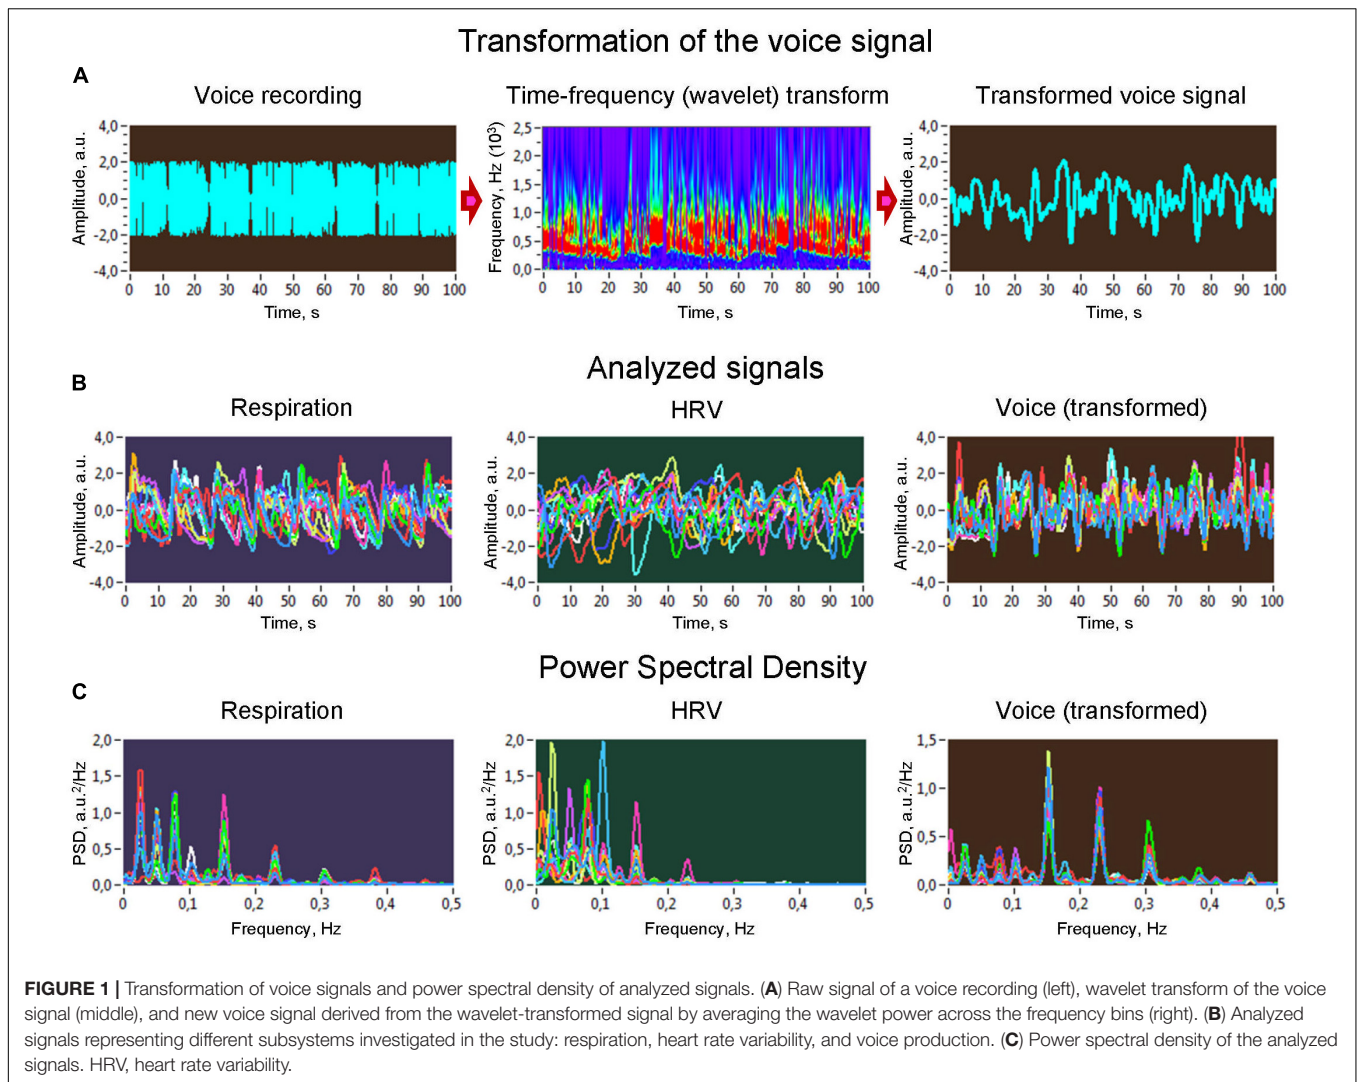 Transformation of the voice signal
A
Voice recording
Time-frequency (wavelet) transform
Transformed voice signal
Amplitude, a.u.
4,0
2,0
0,0
-2,0
-4,0
0 10 20 30 40 50 60 70 80 90 100
Time, s
Frequency, Hz (10³)
2,5
2,0
1,5
1,0
0,5
0,0
0 10 20 30 40 50 60 70 80 90 100
Time, s
Amplitude, a.u.
4,0
2,0
0,0
-2,0
-4,0
0 10 20 30 40 50 60 70 80 90 100
Time, s
Analyzed signals
B
Respiration
HRV
Voice (transformed)
Amplitude, a.u.
4,0
2,0
0,0
-2,0
-4,0
0 10 20 30 40 50 60 70 80 90 100
Time, s
Amplitude, a.u.
4,0
2,0
0,0
-2,0
-4,0
0 10 20 30 40 50 60 70 80 90 100
Time, s
Amplitude, a.u.
4,0
2,0
0,0
-2,0
-4,0
0 10 20 30 40 50 60 70 80 90 100
Time, s
Power Spectral Density
C
Respiration
HRV
Voice (transformed)
PSD, a.u.²/Hz
2,0
1,5
1,0
0,5
0,0
0 0,1 0,2 0,3 0,4 0,5
Frequency, Hz
PSD, a.u.²/Hz
2,0
1,5
1,0
0,5
0,0
0 0,1 0,2 0,3 0,4 0,5
Frequency, Hz
PSD, a.u.²/Hz
1,5
1,0
0,5
0,0
0 0,1 0,2 0,3 0,4 0,5
Frequency, Hz
FIGURE 1 | Transformation of voice signals and power spectral density of analyzed signals. (A) Raw signal of a voice recording (left), wavelet transform of the voice
signal (middle), and new voice signal derived from the wavelet-transformed signal by averaging the wavelet power across the frequency bins (right). (B) Analyzed
signals representing different subsystems investigated in the study: respiration, heart rate variability, and voice production. (C) Power spectral density of the analyzed
signals. HRV, heart rate variability.